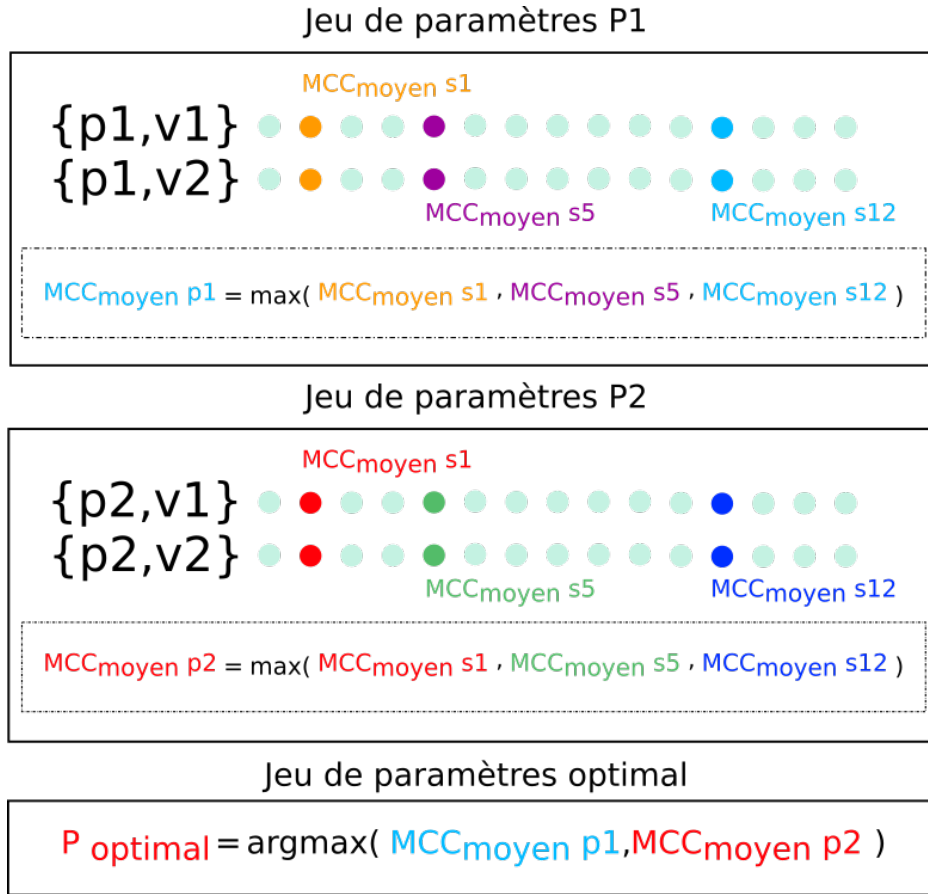 Jeu de paramètres P1
MCCmoyen s1
{p1,v1}
{p1,v2}
MCCmoyen s5 MCCmoyen s12
MCCmoyen p1 = max( MCCmoyen s1 , MCCmoyen s5 , MCCmoyen s12 )
Jeu de paramètres P2
MCCmoyen s1
{p2,v1}
{p2,v2}
MCCmoyen s5 MCCmoyen s12
MCCmoyen p2 = max( MCCmoyen s1 , MCCmoyen s5 , MCCmoyen s12 )
Jeu de paramètres optimal
P optimal = argmax( MCCmoyen p1,MCCmoyen p2 )